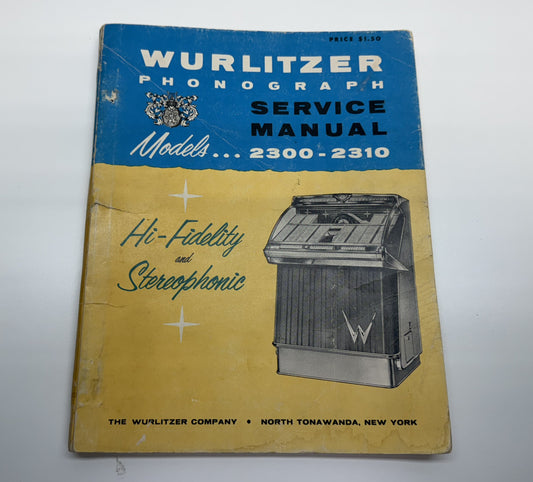 PRICE $1.50
WURLITZER
PHONOGRAPH
SERVICE
MANUAL
Models... 2300-2310
Hi-Fidelity
and
Stereophonic
W
THE WURLITZER COMPANY • NORTH TONAWANDA, NEW YORK